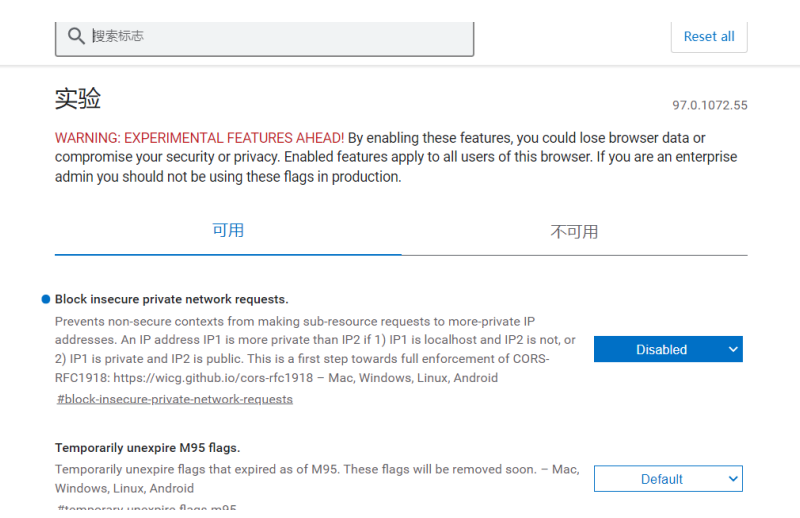 搜索标志
Reset all
实验
97.0.1072.55
WARNING: EXPERIMENTAL FEATURES AHEAD! By enabling these features, you could lose browser data or
compromise your security or privacy. Enabled features apply to all users of this browser. If you are an enterprise
admin you should not be using these flags in production.
可用
不可用
Block insecure private network requests.
Prevents non-secure contexts from making sub-resource requests to more-private IP
addresses. An IP address IP1 is more private than IP2 if 1) IP1 is localhost and IP2 is not, or
2) IP1 is private and IP2 is public. This is a first step towards full enforcement of CORS-
RFC1918: https://wicg.github.io/cors-rfc1918 – Mac, Windows, Linux, Android
#block-insecure-private-network-requests
Disabled
Temporarily unexpire M95 flags.
Temporarily unexpire flags that expired as of M95. These flags will be removed soon. – Mac,
Windows, Linux, Android
#temporary-unexpire-flags-m95
Default